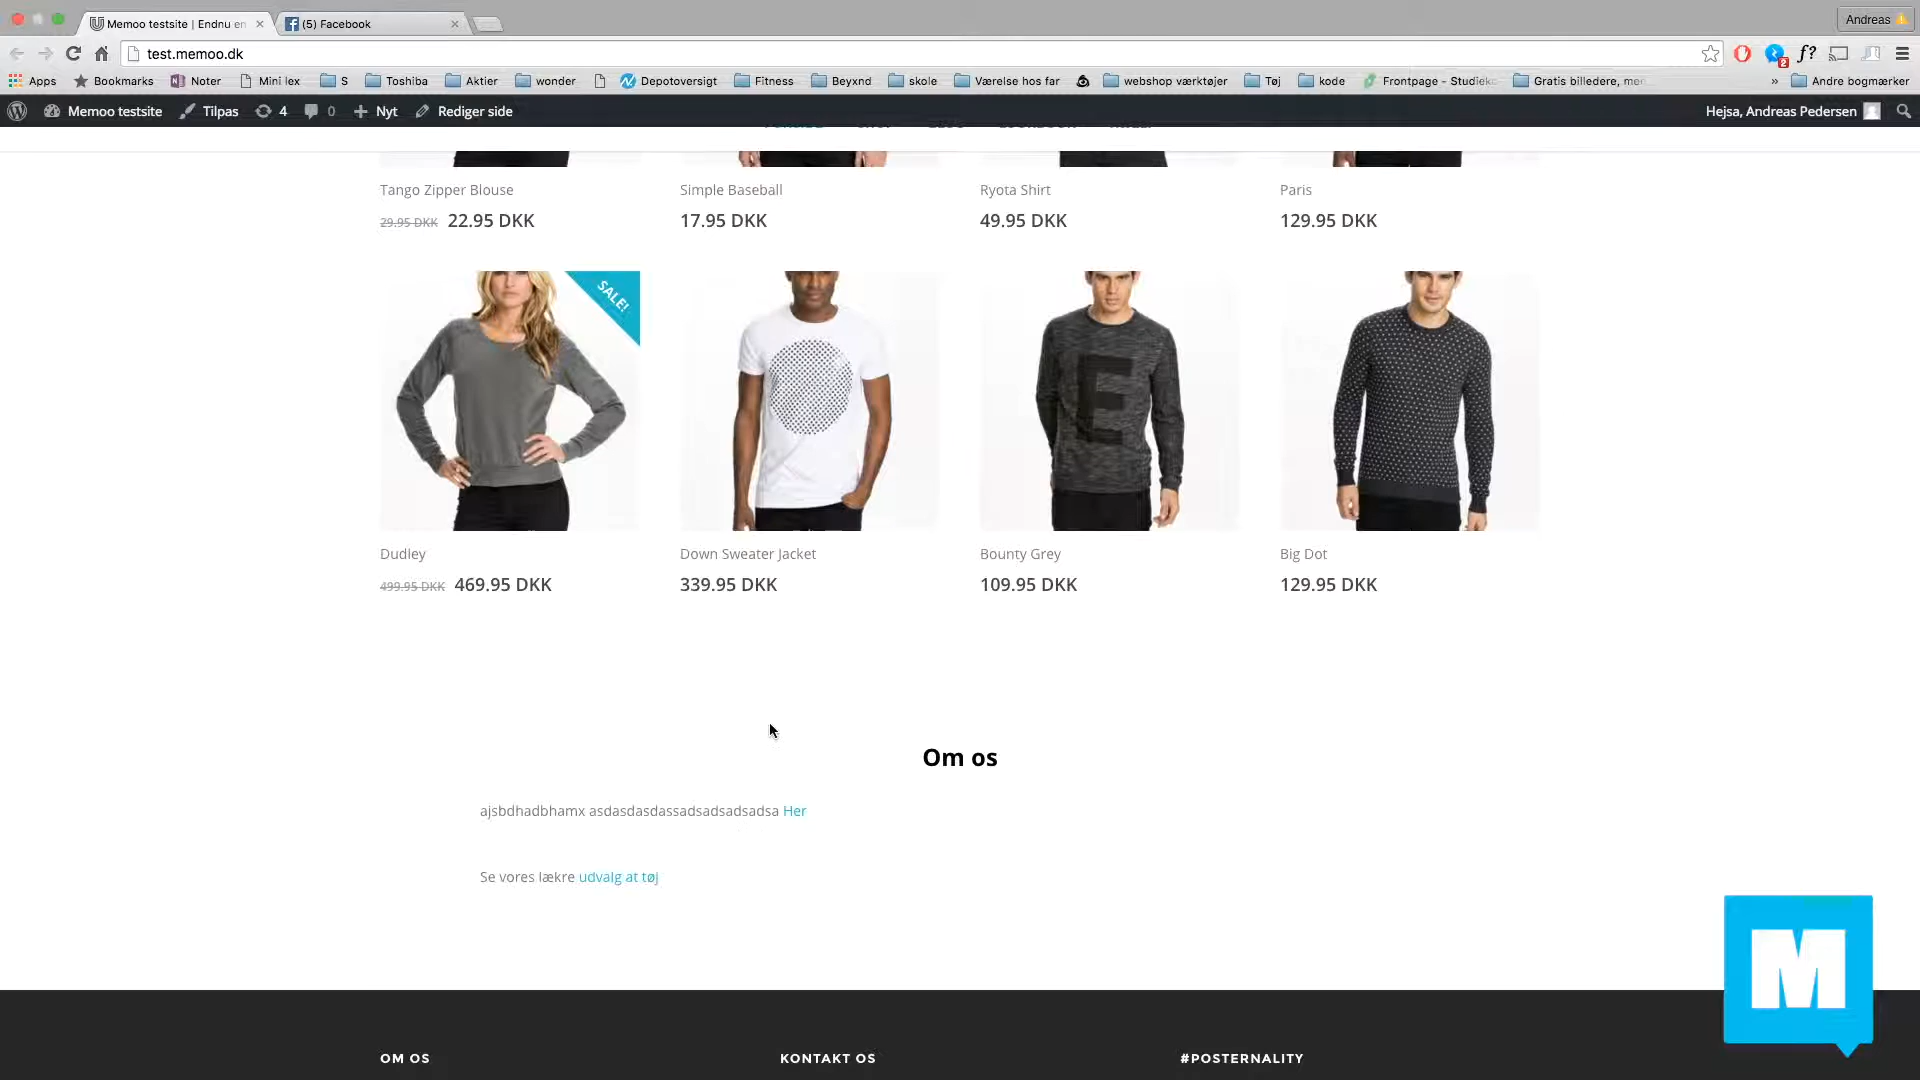 Memoo testsite | Endnu en
(5) Facebook
Andreas
test.memoo.dk
f?
2
Apps
Bookmarks
Noter
Mini lex
S
Toshiba
Aktier
wonder
Depotoversigt
Fitness
Beyxnd
skole
Værelse hos far
webshop værktøjer
Tøj
kode
Frontpage - Studiekc
Gratis billeder, mer
»
Andre bogmærker
Memoo testsite
Tilpas
4
0
Nyt
Rediger side
Hejsa, Andreas Pedersen
Tango Zipper Blouse
Simple Baseball
Ryota Shirt
Paris
29.95 DKK 22.95 DKK
17.95 DKK
49.95 DKK
129.95 DKK
SALE!
E
Dudley
Down Sweater Jacket
Bounty Grey
Big Dot
499.95 DKK 469.95 DKK
339.95 DKK
109.95 DKK
129.95 DKK
Om os
ajsbdhadbhamx asdasdasdassadsadsadsadsa Her
Se vores lækre udvalg at tøj
M
OM OS
KONTAKT OS
#POSTERNALITY